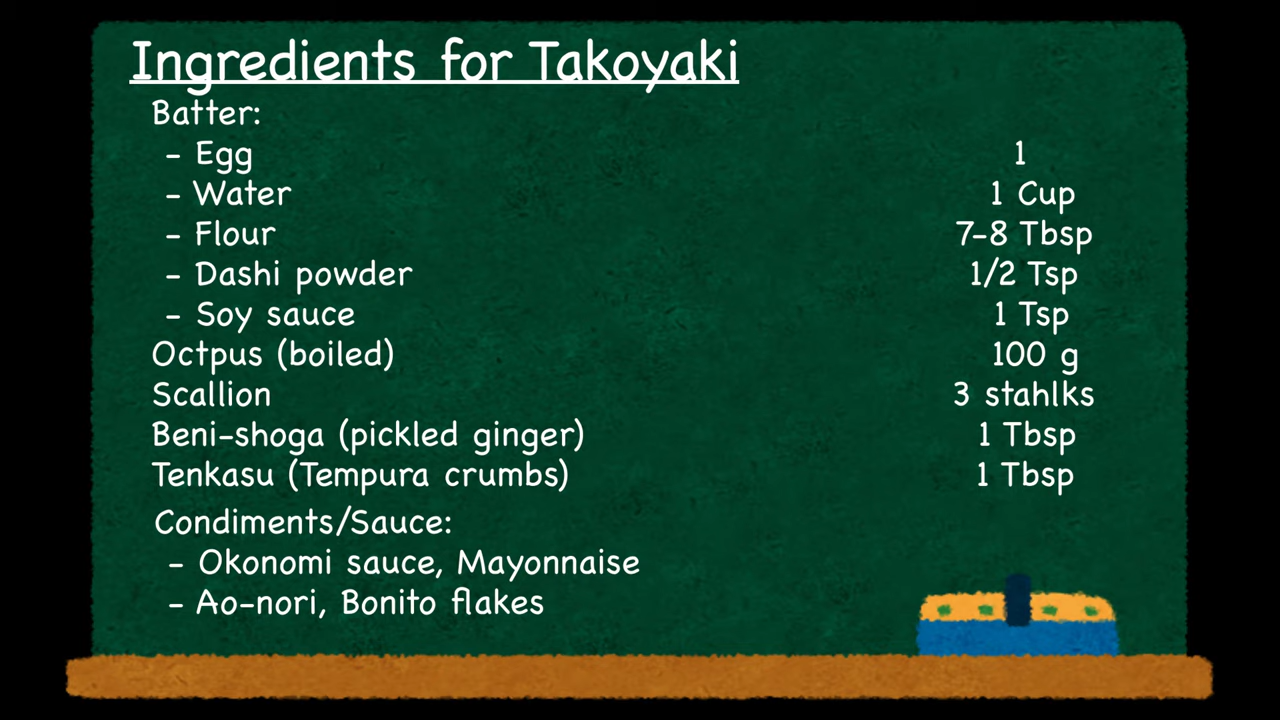 Ingredients for Takoyaki
Batter:
- Egg 1
- Water 1 Cup
- Flour 7-8 Tbsp
- Dashi powder 1/2 Tsp
- Soy sauce 1 Tsp
Octpus (boiled) 100 g
Scallion 3 stahlks
Beni-shoga (pickled ginger) 1 Tbsp
Tenkasu (Tempura crumbs) 1 Tbsp
Condiments/Sauce:
- Okonomi sauce, Mayonnaise
- Ao-nori, Bonito flakes